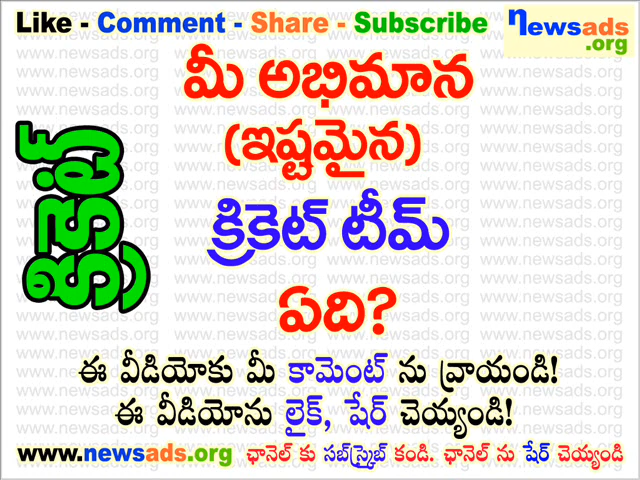 Like - Comment - Share - Subscribe
newsads
.org
మీ అభిమాన
(ఇష్టమైన)
క్రికెట్ టీమ్
ఏది?
క్రికెట్
ఈ వీడియోకు మీ కామెంట్ ను వ్రాయండి!
ఈ వీడియోను లైక్, షేర్ చెయ్యండి!
www.newsads.org ఛానెల్ కు సబ్‌స్క్రైబ్ కండి. ఛానెల్ ను షేర్ చెయ్యండి